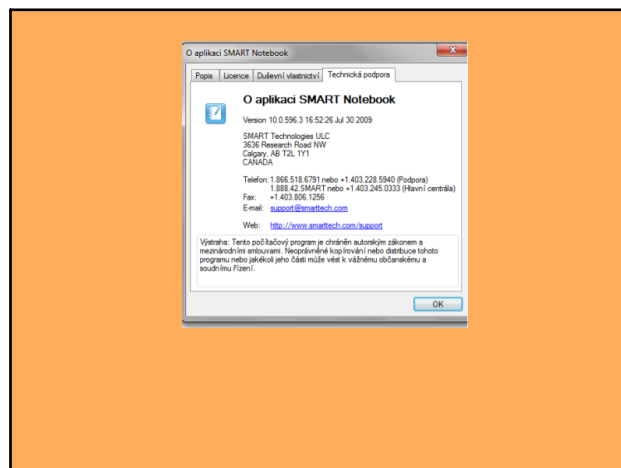 O aplikaci SMART Notebook
Popis Licence Duševní vlastnictví Technická podpora
O aplikaci SMART Notebook
Version 10.0.596.3 16:52:26 Jul 30 2009
SMART Technologies ULC
3636 Research Road NW
Calgary, AB T2L 1Y1
CANADA
Telefon: 1.866.518.6791 nebo +1.403.228.5940 (Podpora)
1.888.42.SMART nebo +1.403.245.0333 (Hlavní centrála)
Fax: +1.403.806.1256
E-mail: support@smarttech.com
Web: http://www.smarttech.com/support
Výstraha: Tento počítačový program je chráněn autorským zákonem a
mezinárodními smlouvami. Neoprávněné kopírování nebo distribuce tohoto
programu nebo jakékoli jeho části může vést k vážnému občanskému a
soudnímu řízení.
OK